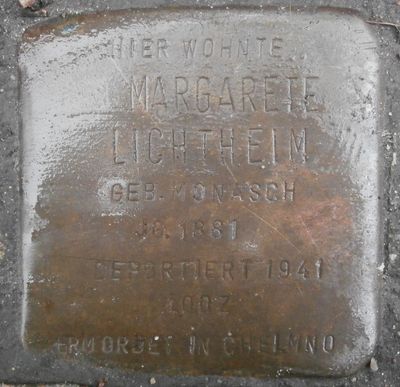 HIER WOHNTE
MARGARETE
LICHTHEIM
GEB. MONASCH
JG. 1881
DEPORTIERT 1941
LODZ
ERMORDET IN CHELMNO